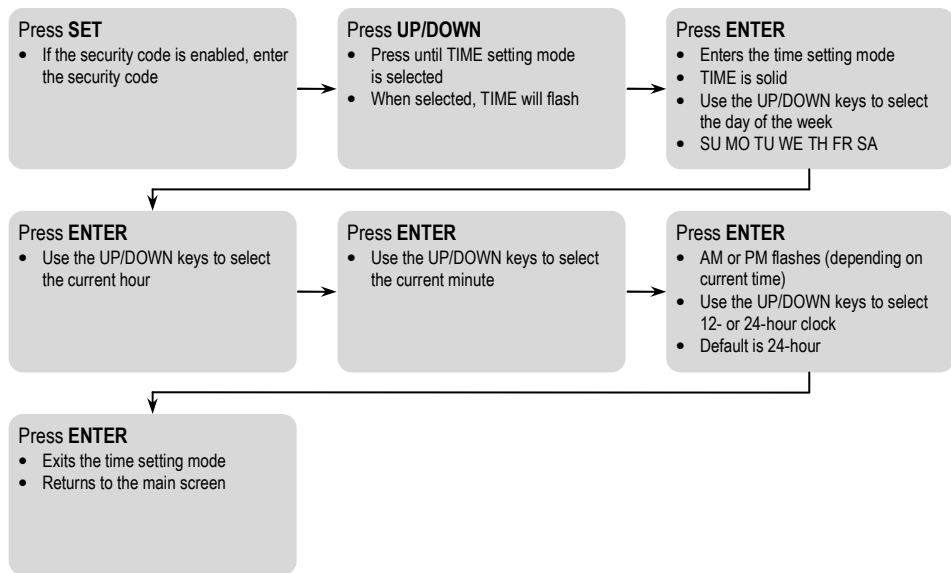 Press SET
• If the security code is enabled, enter
the security code
Press UP/DOWN
• Press until TIME setting mode
is selected
• When selected, TIME will flash
Press ENTER
• Enters the time setting mode
• TIME is solid
• Use the UP/DOWN keys to select
the day of the week
• SU MO TU WE TH FR SA
Press ENTER
• Use the UP/DOWN keys to select
the current hour
Press ENTER
• Use the UP/DOWN keys to select
the current minute
Press ENTER
• AM or PM flashes (depending on
current time)
• Use the UP/DOWN keys to select
12- or 24-hour clock
• Default is 24-hour
Press ENTER
• Exits the time setting mode
• Returns to the main screen